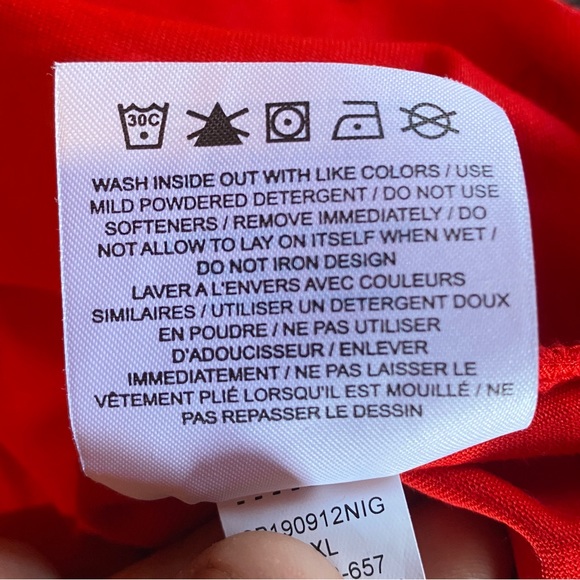 30C
WASH INSIDE OUT WITH LIKE COLORS / USE
MILD POWDERED DETERGENT / DO NOT USE
SOFTENERS / REMOVE IMMEDIATELY / DO
NOT ALLOW TO LAY ON ITSELF WHEN WET /
DO NOT IRON DESIGN
LAVER A L'ENVERS AVEC COULEURS
SIMILAIRES / UTILISER UN DETERGENT DOUX
EN POUDRE / NE PAS UTILISER
D'ADOUCISSEUR / ENLEVER
IMMEDIATEMENT / NE PAS LAISSER LE
VÊTEMENT PLIÉ LORSQU'IL EST MOUILLÉ / NE
PAS REPASSER LE DESSIN
190912NIG
XL
-657